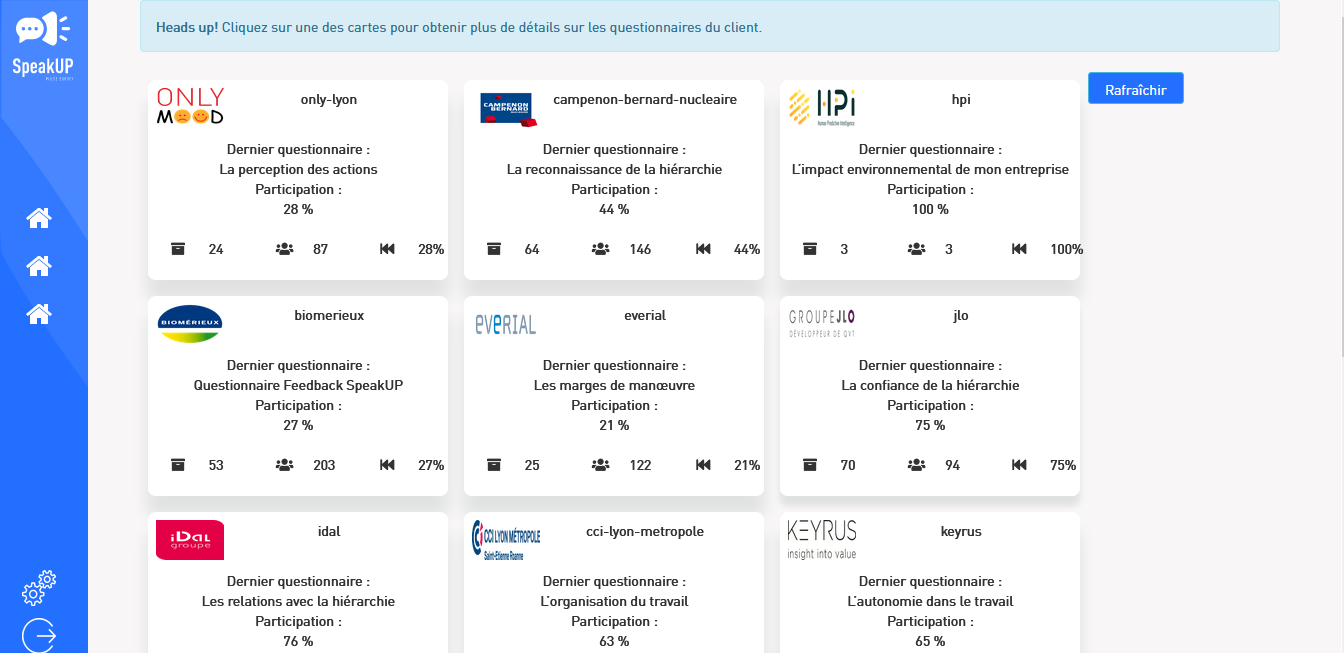 Heads up! Cliquez sur une des cartes pour obtenir plus de détails sur les questionnaires du client.
SpeakUP
Rafraîchir
ONLY
MOOD
only-lyon
Dernier questionnaire :
La perception des actions
Participation :
28 %
24 87 28%
CAMPENON
BERNARD
campenon-bernard-nucleaire
Dernier questionnaire :
La reconnaissance de la hiérarchie
Participation :
44 %
64 146 44%
HPi
Human Predictive Intelligence
hpi
Dernier questionnaire :
L'impact environnemental de mon entreprise
Participation :
100 %
3 3 100%
BIOMÉRIEUX
biomerieux
Dernier questionnaire :
Questionnaire Feedback SpeakUP
Participation :
27 %
53 203 27%
eveRIAL
everial
Dernier questionnaire :
Les marges de manœuvre
Participation :
21 %
25 122 21%
GROUPEJLO
DÉVELOPPEUR DE QVT
jlo
Dernier questionnaire :
La confiance de la hiérarchie
Participation :
75 %
70 94 75%
iDaL
groupe
idal
Dernier questionnaire :
Les relations avec la hiérarchie
Participation :
76 %
CCI LYON MÉTROPOLE
Saint-Etienne Roanne
cci-lyon-metropole
Dernier questionnaire :
L'organisation du travail
Participation :
63 %
KEYRUS
insight into value
keyrus
Dernier questionnaire :
L'autonomie dans le travail
Participation :
65 %